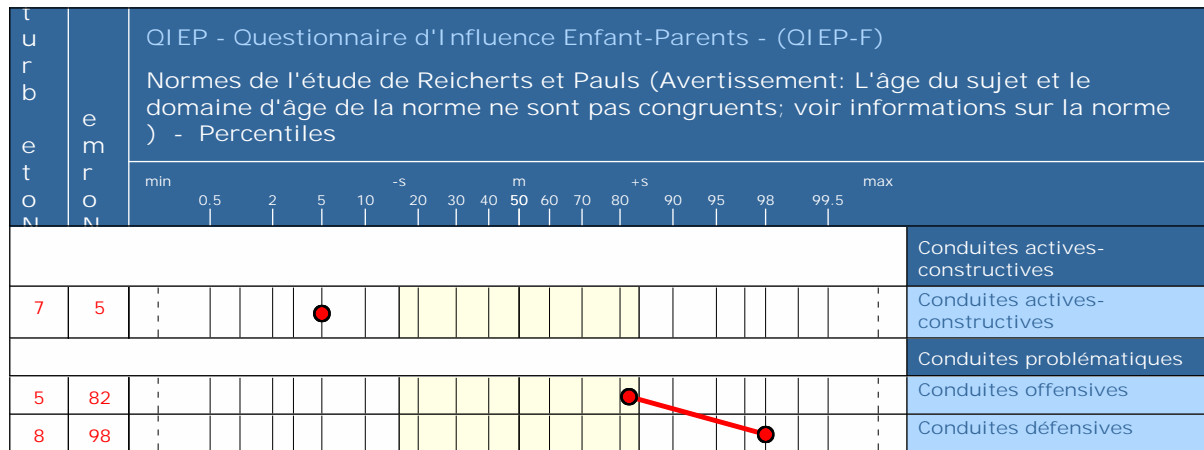 QIEP - Questionnaire d'Influence Enfant-Parents - (QIEP-F)
Normes de l'étude de Reicherts et Pauls (Avertissement: L'âge du sujet et le
domaine d'âge de la norme ne sont pas congruents; voir informations sur la norme
) - Percentiles
turb etoN
emroN
min -s m +s max
0.5 2 5 10 20 30 40 50 60 70 80 90 95 98 99.5
Conduites actives-
constructives
7 5 Conduites actives-
constructives
Conduites problématiques
5 82 Conduites offensives
8 98 Conduites défensives